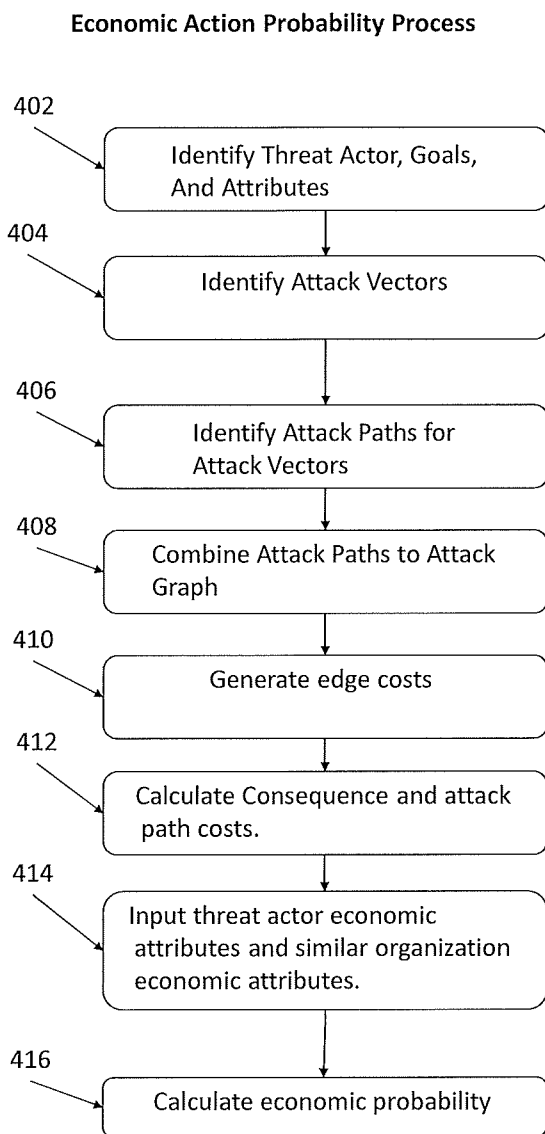 Economic Action Probability Process
402
Identify Threat Actor, Goals,
And Attributes
404
Identify Attack Vectors
406
Identify Attack Paths for
Attack Vectors
408
Combine Attack Paths to Attack
Graph
410
Generate edge costs
412
Calculate Consequence and attack
path costs.
414
Input threat actor economic
attributes and similar organization
economic attributes.
416
Calculate economic probability